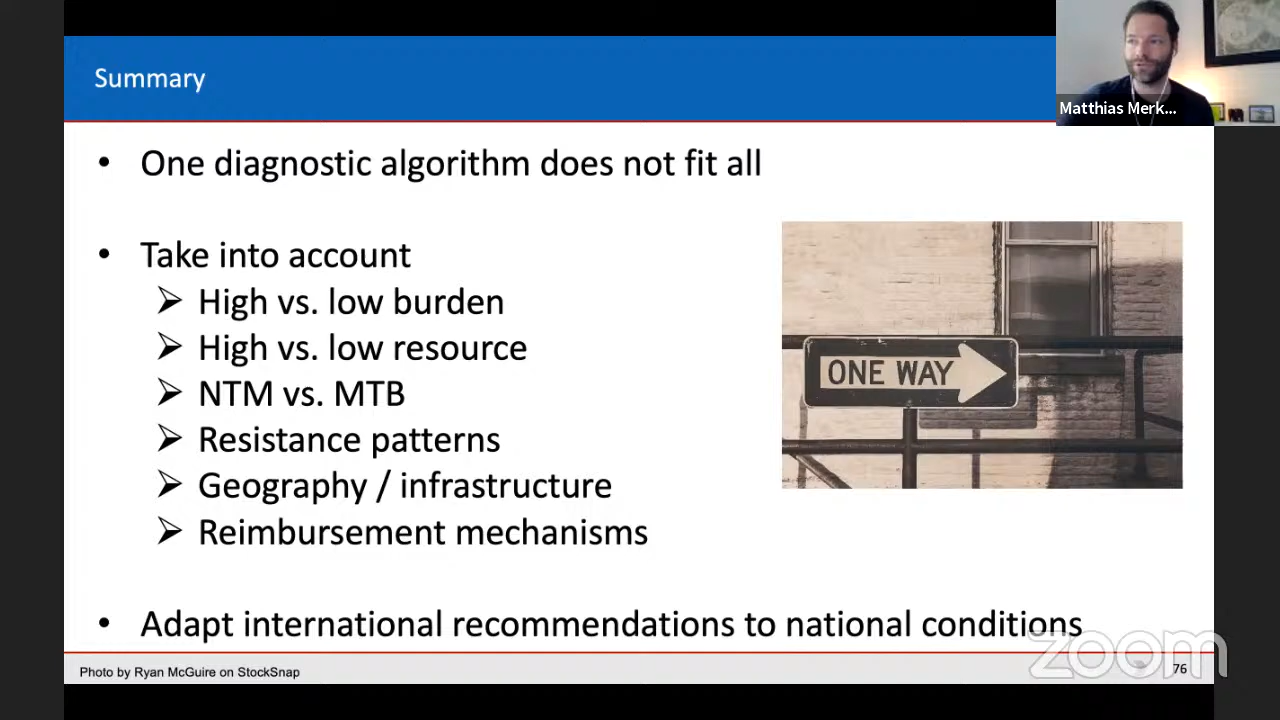 Summary
Matthias Merk...
• One diagnostic algorithm does not fit all
• Take into account
➢ High vs. low burden
➢ High vs. low resource
➢ NTM vs. MTB
➢ Resistance patterns
➢ Geography / infrastructure
➢ Reimbursement mechanisms
ONE WAY
• Adapt international recommendations to national conditions
zoom
Photo by Ryan McGuire on StockSnap
76